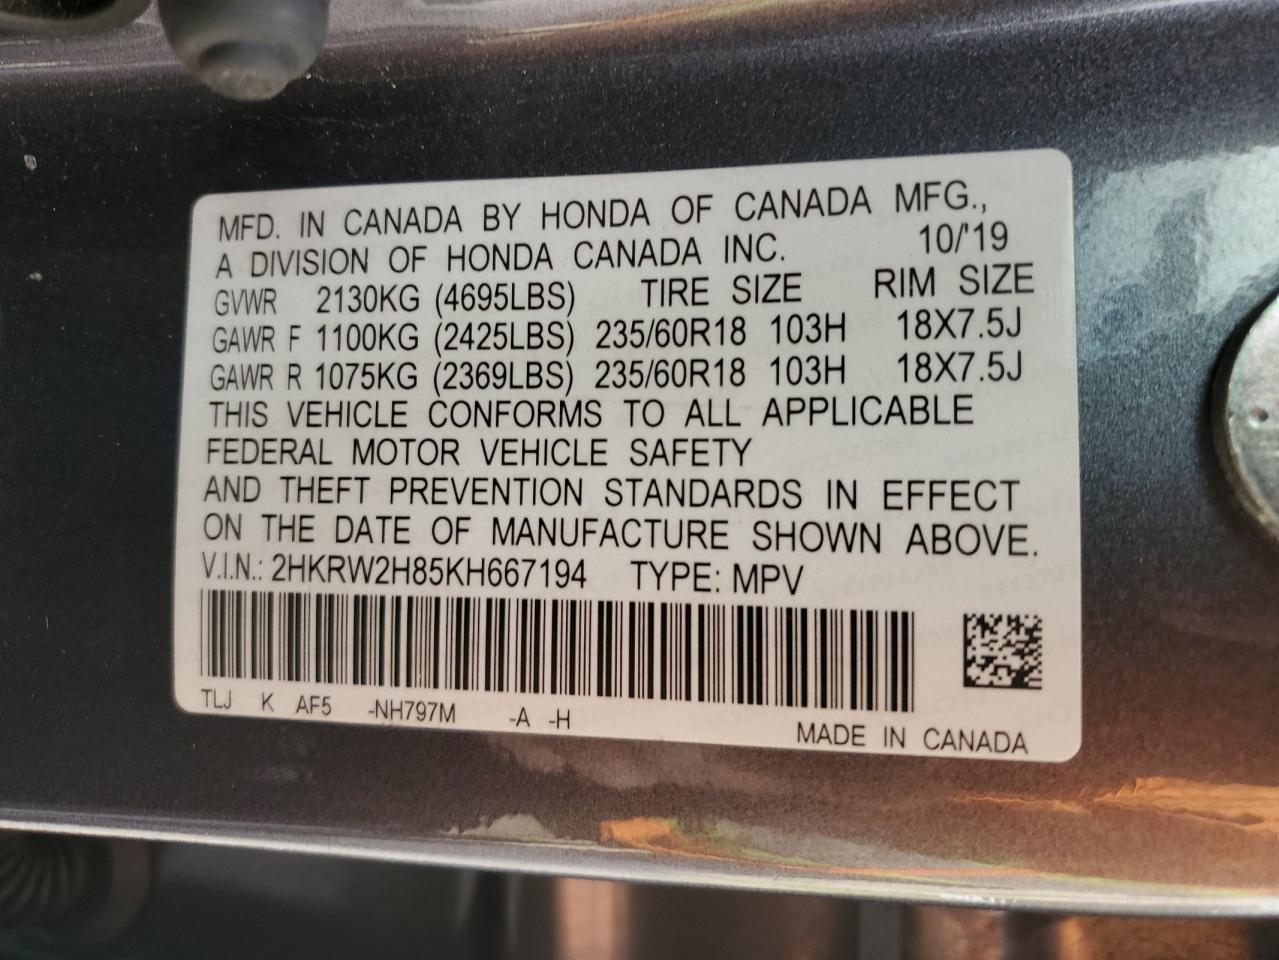 MFD. IN CANADA BY HONDA OF CANADA MFG.,
A DIVISION OF HONDA CANADA INC. 10/'19
GVWR 2130KG (4695LBS) TIRE SIZE RIM SIZE
GAWR F 1100KG (2425LBS) 235/60R18 103H 18X7.5J
GAWR R 1075KG (2369LBS) 235/60R18 103H 18X7.5J
THIS VEHICLE CONFORMS TO ALL APPLICABLE
FEDERAL MOTOR VEHICLE SAFETY
AND THEFT PREVENTION STANDARDS IN EFFECT
ON THE DATE OF MANUFACTURE SHOWN ABOVE.
V.I.N.: 2HKRW2H85KH667194 TYPE: MPV
TLJ K AF5 -NH797M -A -H
MADE IN CANADA